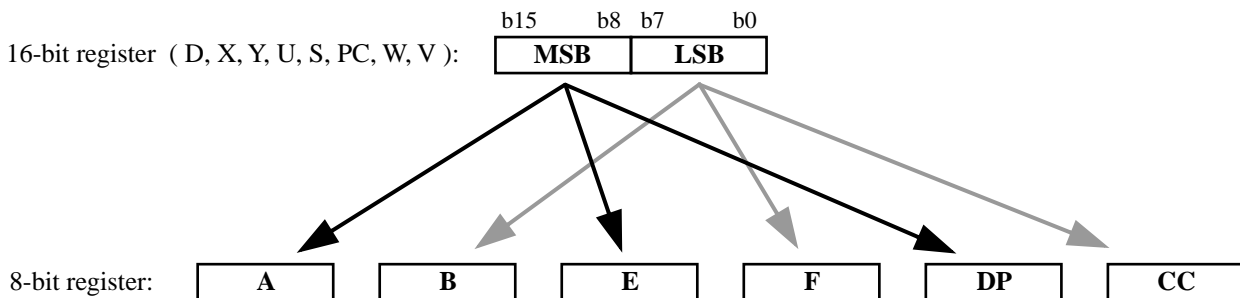 b15 b8 b7 b0
16-bit register ( D, X, Y, U, S, PC, W, V ): MSB LSB
8-bit register: A B E F DP CC